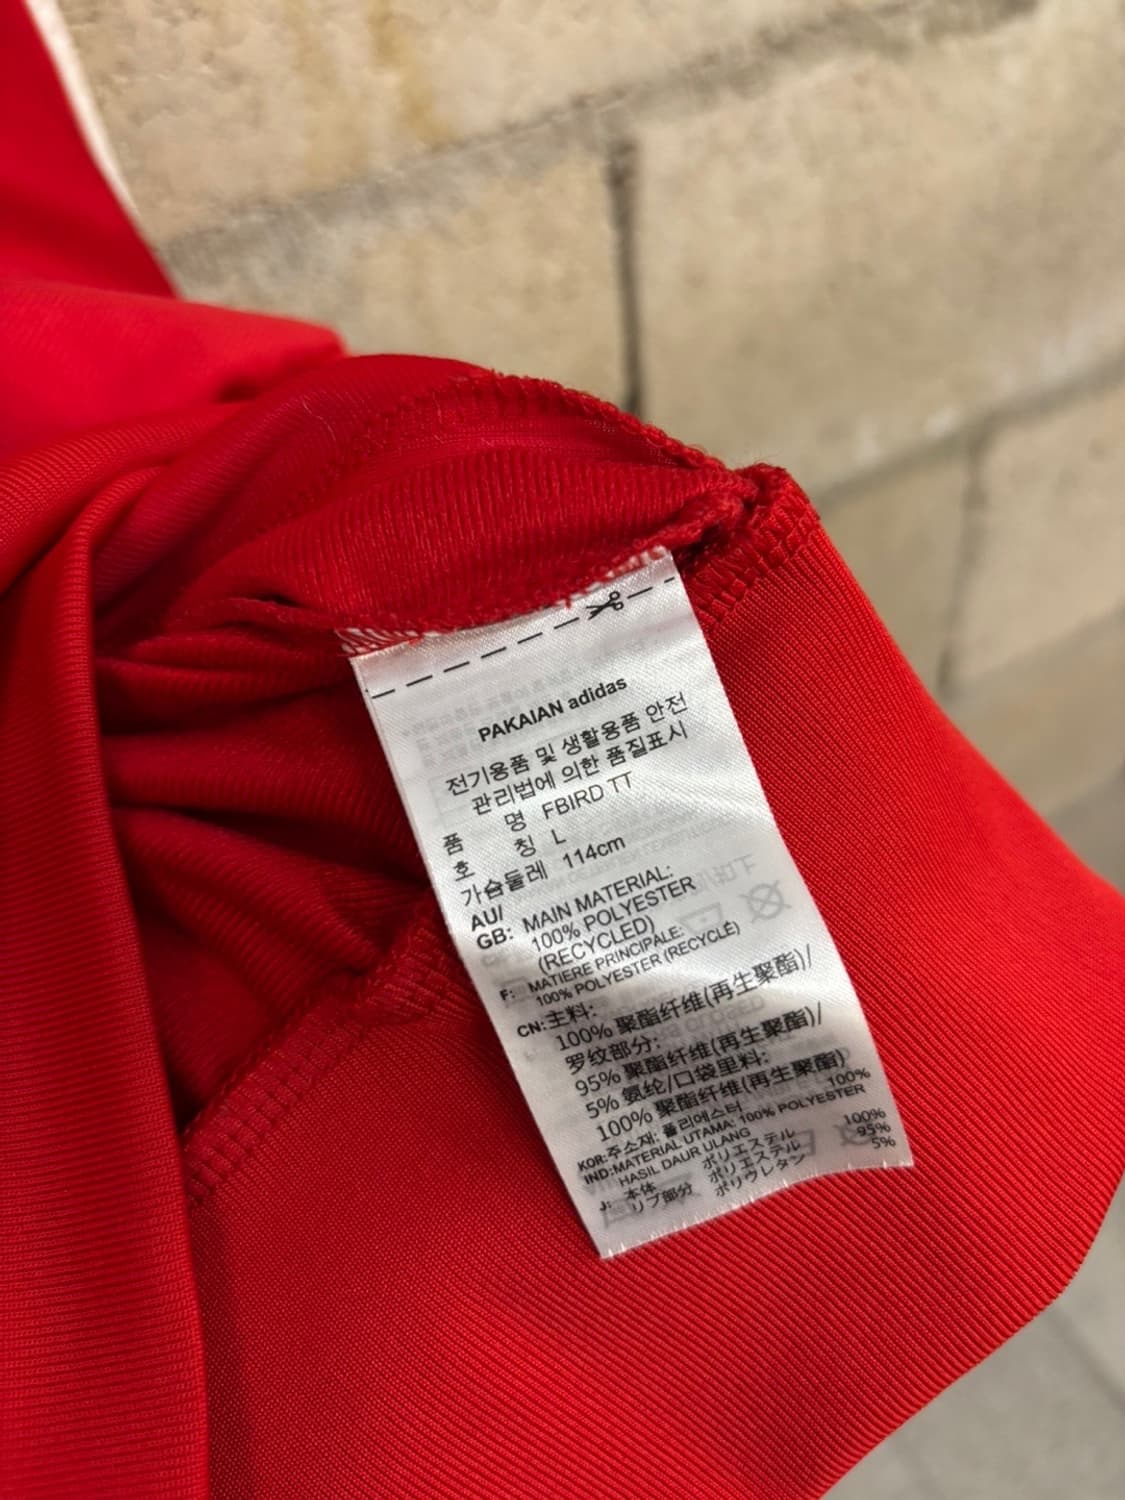 PAKAIAN adidas
전기용품 및 생활용품 안전
관리법에 의한 품질표시
품 명 FBIRD TT
호 칭 L
가슴둘레 114cm
AU/
GB: MAIN MATERIAL:
100% POLYESTER
(RECYCLED)
F: MATIERE PRINCIPALE:
100% POLYESTER (RECYCLÉ)
CN:主料:
100% 聚酯纤维(再生聚酯)/
罗纹部分:
95% 聚酯纤维(再生聚酯)/
5% 氨纶/口袋里料:
100% 聚酯纤维(再生聚酯)
KOR:주소재: 폴리에스터 100%
IND:MATERIAL UTAMA: 100% POLYESTER
HASIL DAUR ULANG
J: 本体 ポリエステル 100%
リブ部分 ポリエステル 95%
ポリウレタン 5%